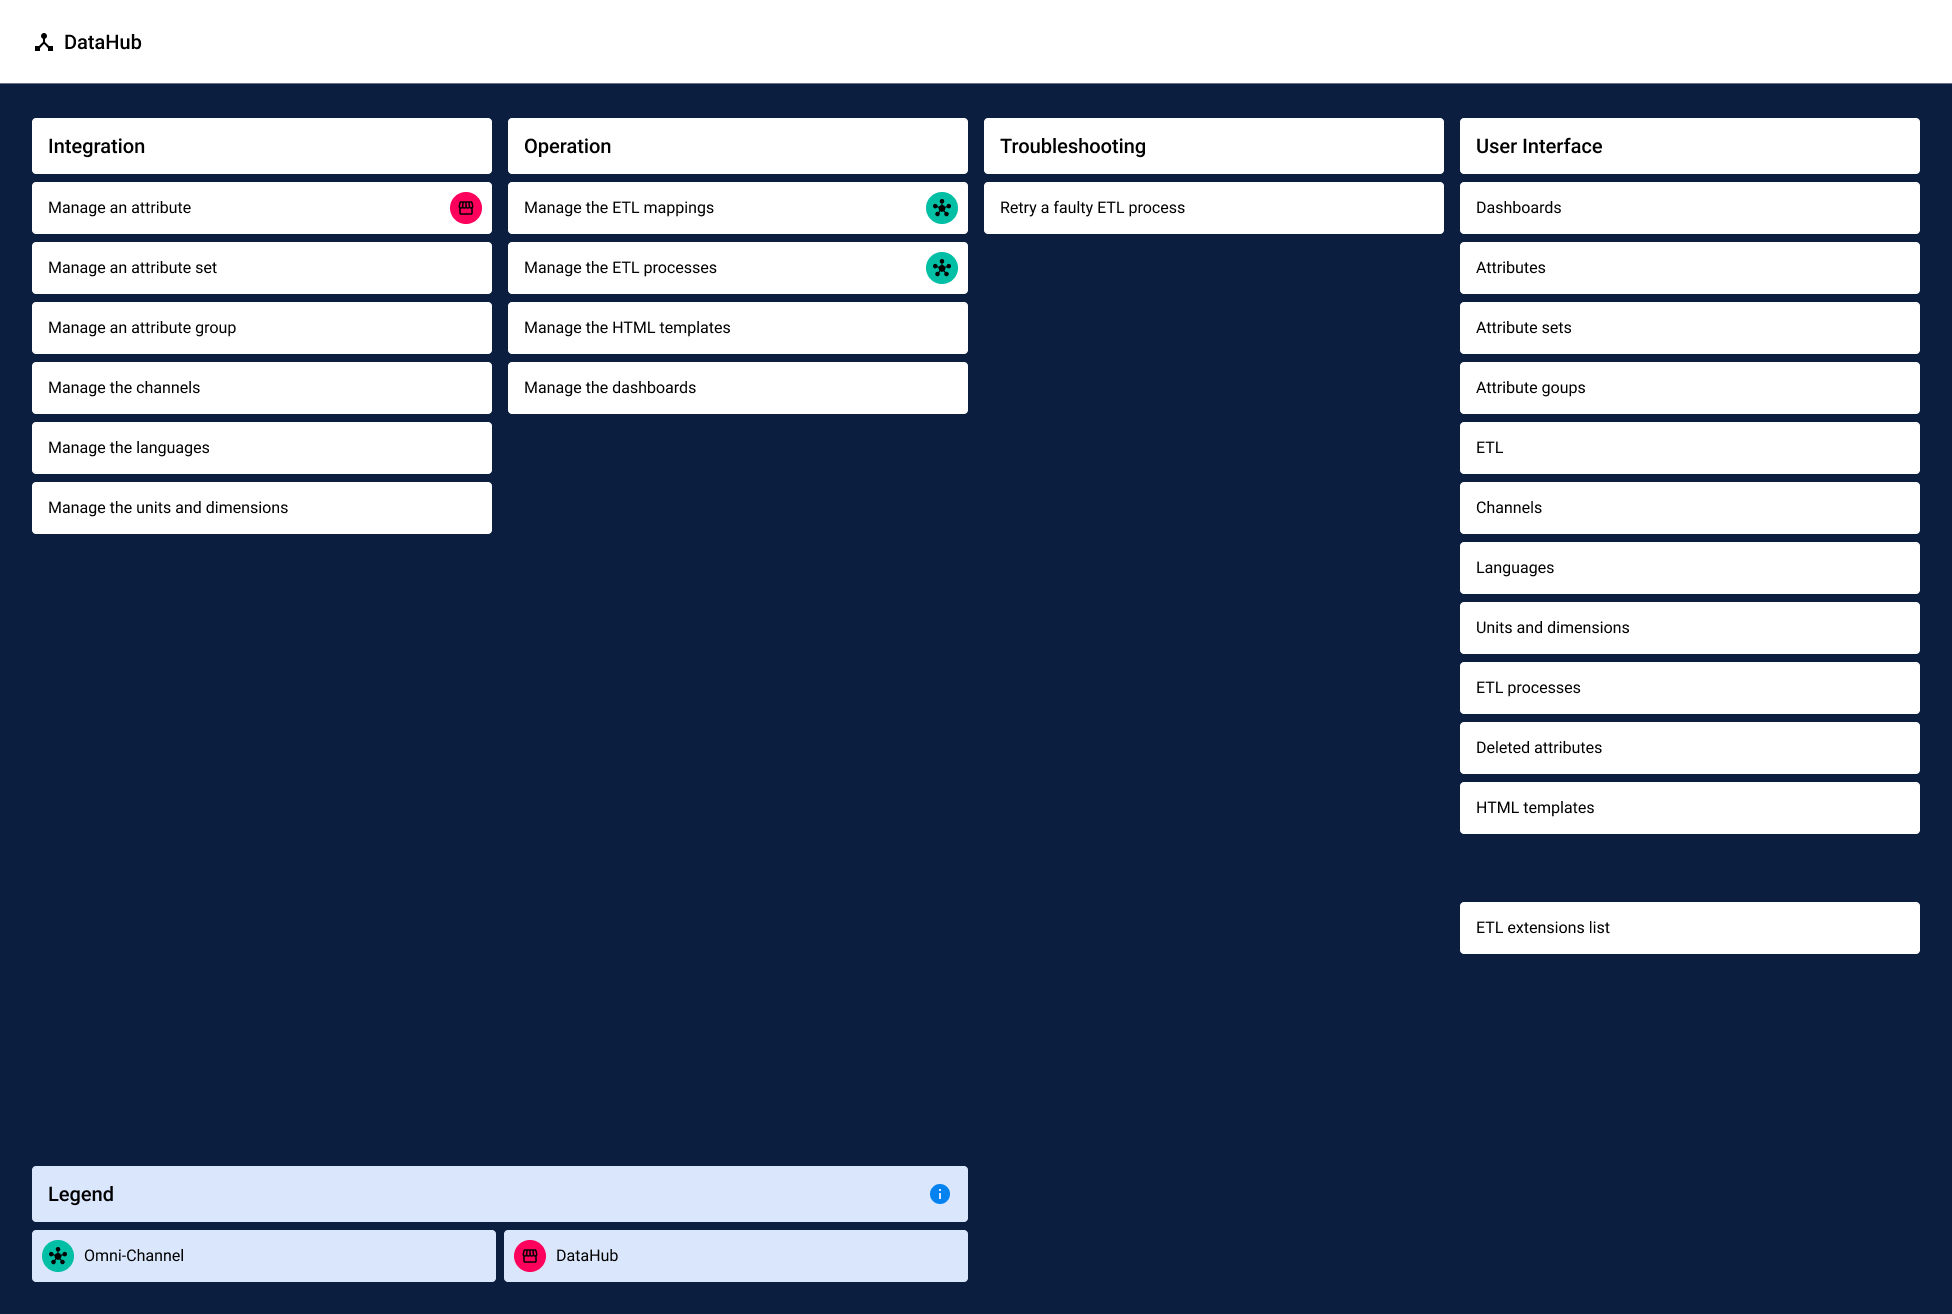 DataHub
Integration
Manage an attribute
Manage an attribute set
Manage an attribute group
Manage the channels
Manage the languages
Manage the units and dimensions
Operation
Manage the ETL mappings
Manage the ETL processes
Manage the HTML templates
Manage the dashboards
Troubleshooting
Retry a faulty ETL process
User Interface
Dashboards
Attributes
Attribute sets
Attribute goups
ETL
Channels
Languages
Units and dimensions
ETL processes
Deleted attributes
HTML templates
ETL extensions list
Legend
Omni-Channel
DataHub